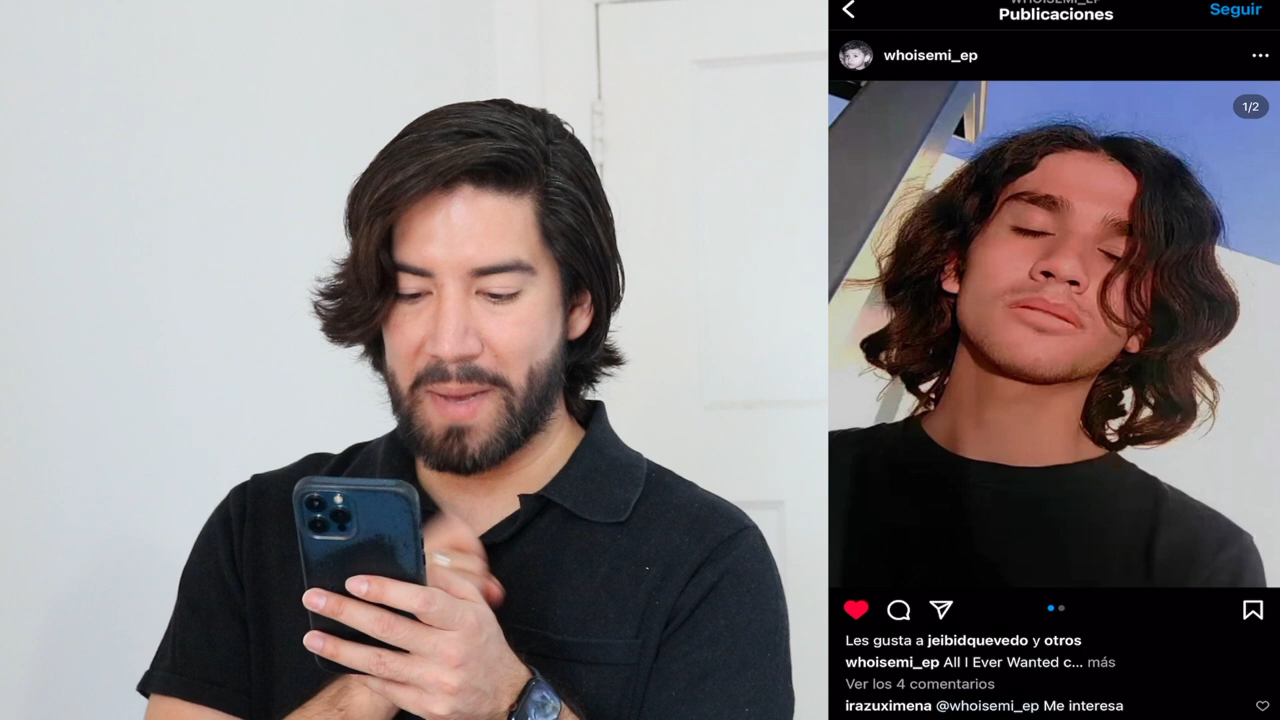 WHOISEMI_EP
Publicaciones
Seguir
whoisemi_ep
1/2
Les gusta a jeibidquevedo y otros
whoisemi_ep All I Ever Wanted c... más
Ver los 4 comentarios
irazuximena @whoisemi_ep Me interesa